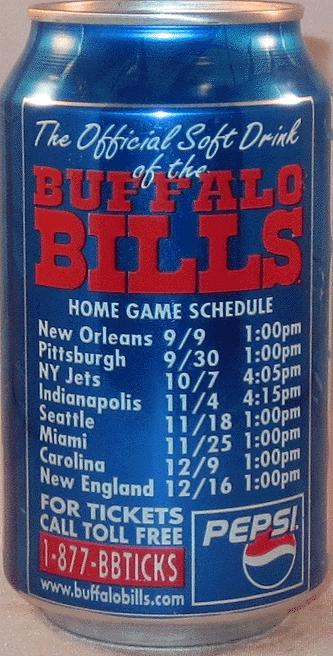 The Official Soft Drink
of the
BUFFALO
BILLS
HOME GAME SCHEDULE
New Orleans 9/9 1:00pm
Pittsburgh 9/30 1:00pm
NY Jets 10/7 4:05pm
Indianapolis 11/4 4:15pm
Seattle 11/18 1:00pm
Miami 11/25 1:00pm
Carolina 12/9 1:00pm
New England 12/16 1:00pm
FOR TICKETS
CALL TOLL FREE
1-877-BBTICKS
www.buffalobills.com
PEPSI